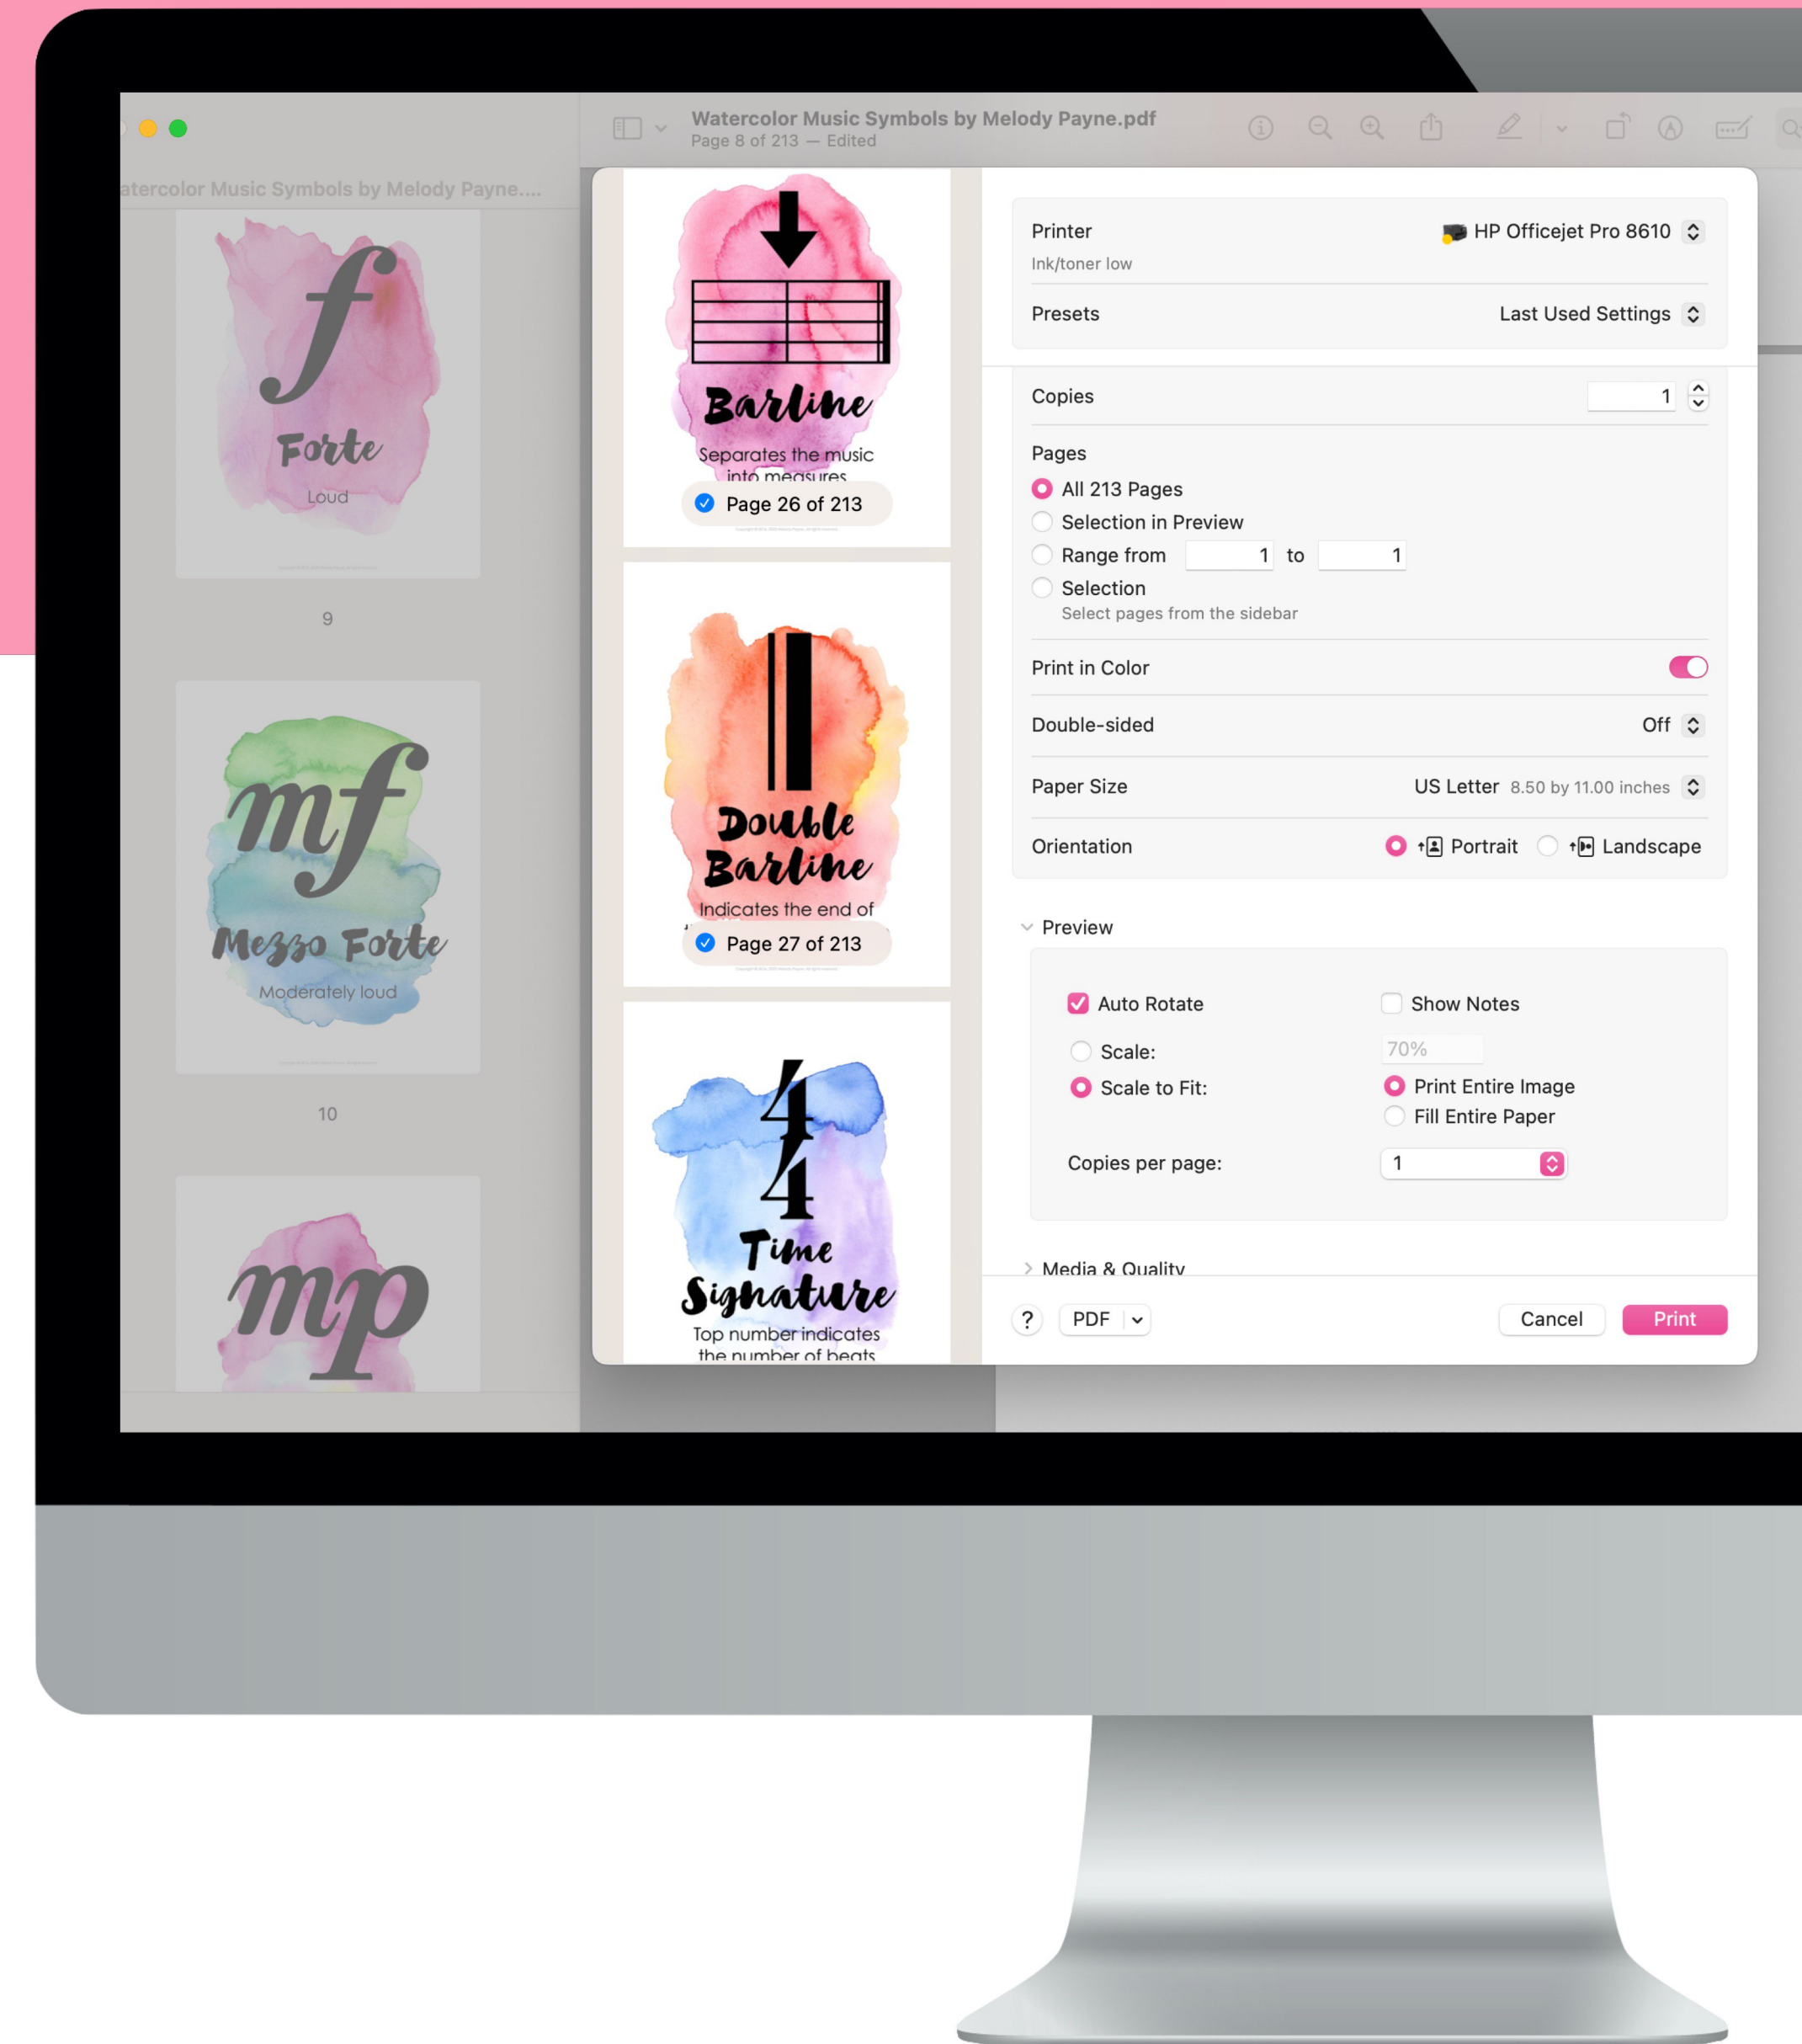 Watercolor Music Symbols by Melody Payne.pdf
Page 8 of 213 — Edited
atercolor Music Symbols by Melody Payne....
f
Forte
Loud
9
mf
Mezzo Forte
Moderately loud
10
mp
Barline
Separates the music
into measures
Page 26 of 213
Double
Barline
Indicates the end of
Page 27 of 213
4
4
Time
Signature
Top number indicates
the number of beats
Printer
HP Officejet Pro 8610
Ink/toner low
Presets
Last Used Settings
Copies
1
Pages
All 213 Pages
Selection in Preview
Range from 1 to 1
Selection
Select pages from the sidebar
Print in Color
Double-sided
Off
Paper Size
US Letter 8.50 by 11.00 inches
Orientation
Portrait
Landscape
Preview
Auto Rotate
Show Notes
Scale:
70%
Scale to Fit:
Print Entire Image
Fill Entire Paper
Copies per page:
1
Media & Quality
?
PDF
Cancel
Print